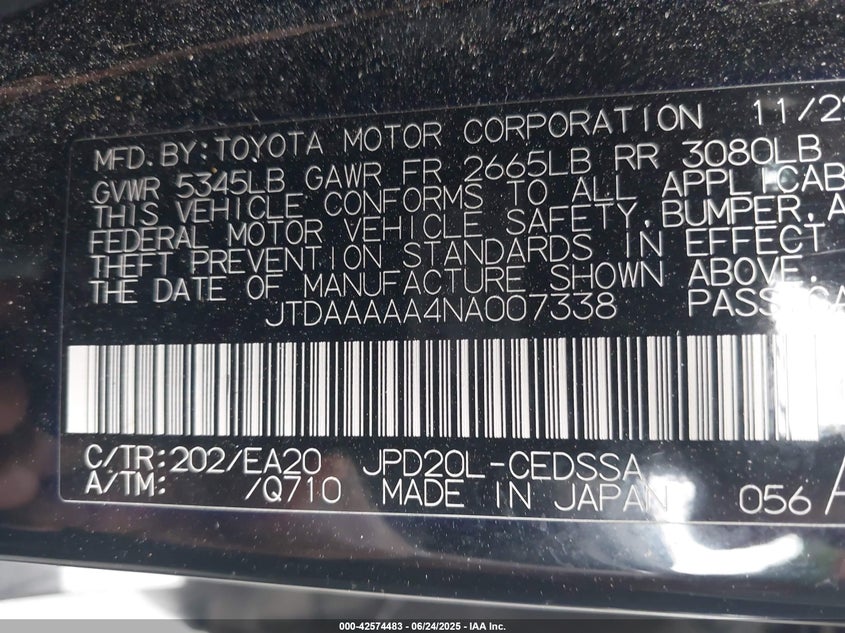 MFD. BY: TOYOTA MOTOR CORPORATION 11/2
GVWR 5345LB GAWR FR 2665LB RR 3080LB
THIS VEHICLE CONFORMS TO ALL APPLICAB
FEDERAL MOTOR VEHICLE SAFETY, BUMPER, A
THEFT PREVENTION STANDARDS IN EFFECT
THE DATE OF MANUFACTURE SHOWN ABOVE.
JTDAAAAA4NA007338 PASS
C/TR: 202/EA20 JPD20L-CEDSSA
A/TM: /Q710 MADE IN JAPAN 056 A
000-42574483 - 06/24/2025 - IAA Inc.